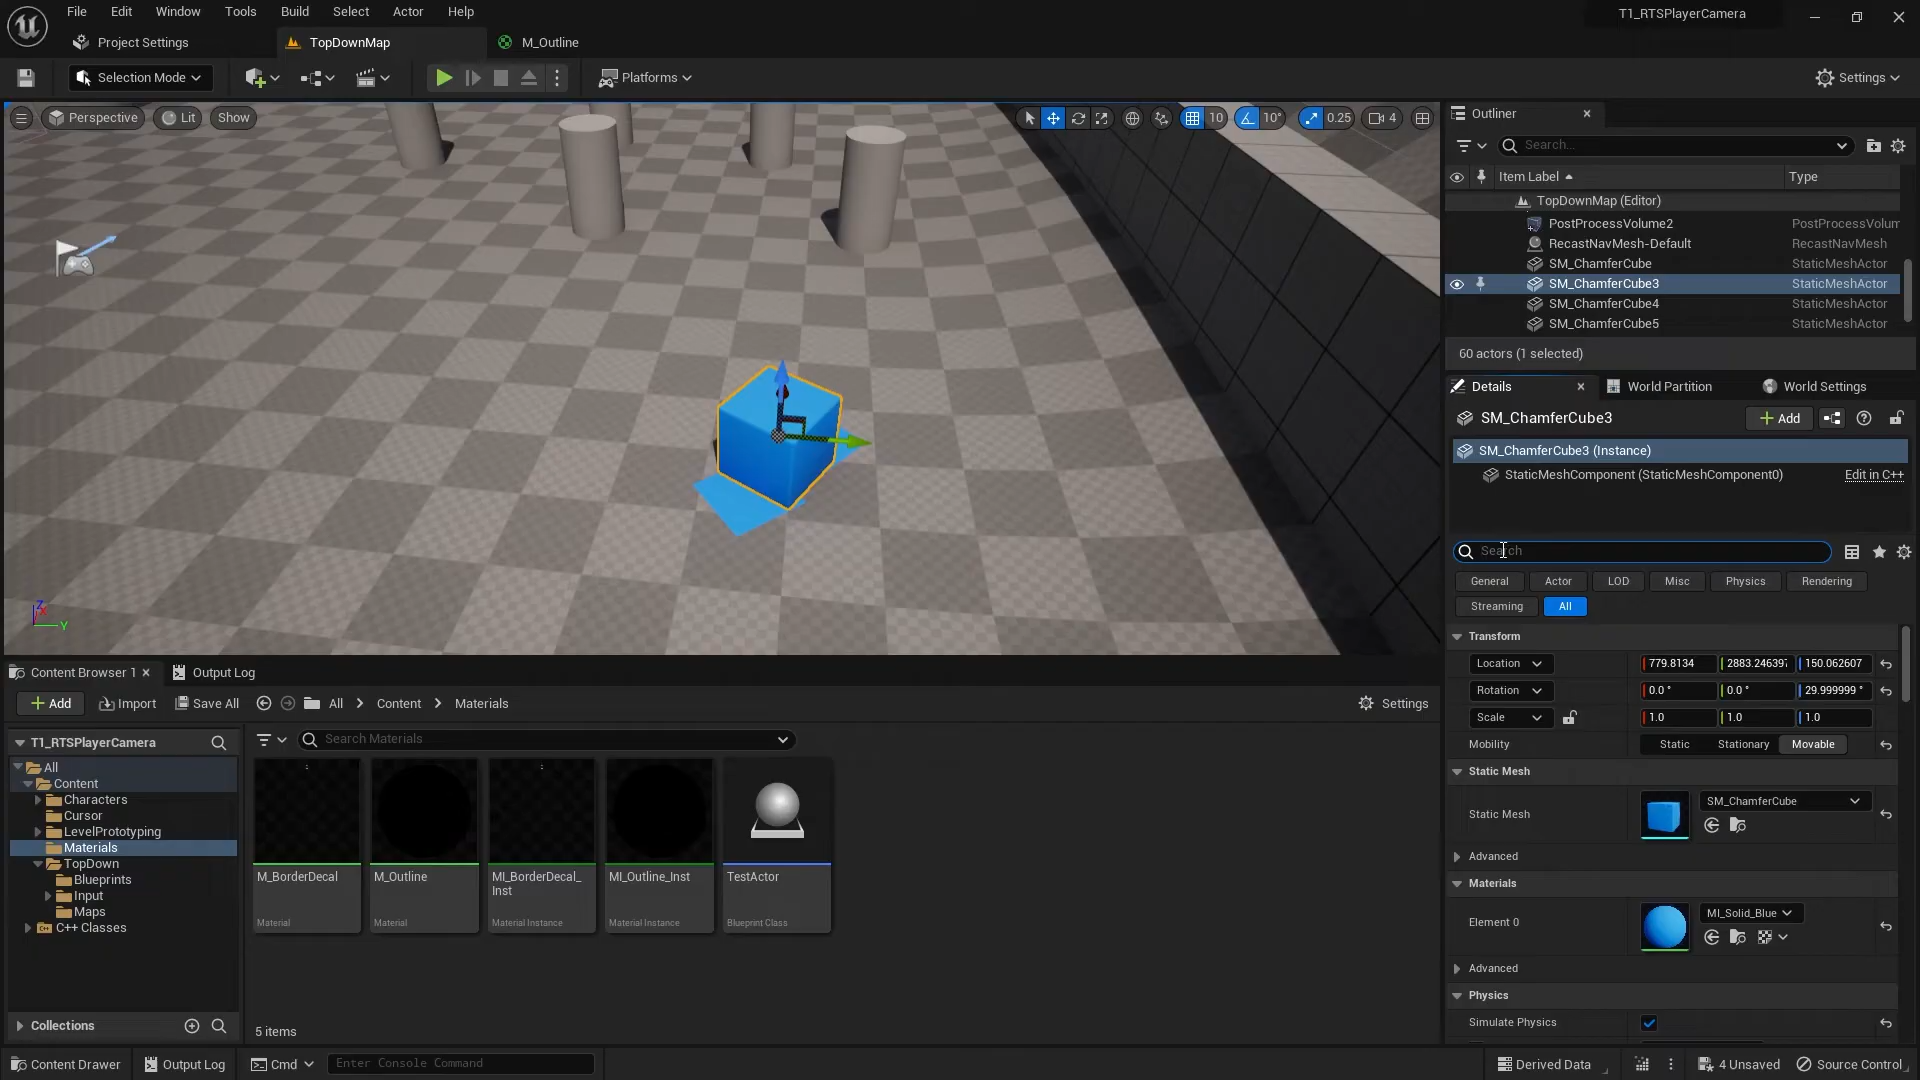 File Edit Window Tools Build Select Actor Help
T1_RTSPlayerCamera
Project Settings
TopDownMap
M_Outline
Selection Mode
Platforms
Settings
Perspective
Lit
Show
10
10°
0.25
4
Z
Y
Outliner
Search...
Item Label
Type
TopDownMap (Editor)
PostProcessVolume2 PostProcessVolum
RecastNavMesh-Default RecastNavMesh
SM_ChamferCube StaticMeshActor
SM_ChamferCube3 StaticMeshActor
SM_ChamferCube4 StaticMeshActor
SM_ChamferCube5 StaticMeshActor
60 actors (1 selected)
Details
World Partition
World Settings
SM_ChamferCube3
Add
SM_ChamferCube3 (Instance)
StaticMeshComponent (StaticMeshComponent0)
Edit in C++
Search
General
Actor
LOD
Misc
Physics
Rendering
Streaming
All
Transform
Location 779.8134 2883.246397 150.062607
Rotation 0.0 ° 0.0 ° 29.999999 °
Scale 1.0 1.0 1.0
Mobility Static Stationary Movable
Static Mesh
Static Mesh
SM_ChamferCube
Advanced
Materials
Element 0
MI_Solid_Blue
Advanced
Physics
Simulate Physics
Content Browser 1
Output Log
Add
Import
Save All
All
Content
Materials
Settings
T1_RTSPlayerCamera
Search Materials
All
Content
Characters
Cursor
LevelPrototyping
Materials
TopDown
Blueprints
Input
Maps
C++ Classes
M_BorderDecal
Material
M_Outline
Material
MI_BorderDecal_
Inst
Material Instance
MI_Outline_Inst
Material Instance
TestActor
Blueprint Class
Collections
5 items
Content Drawer
Output Log
Cmd
Enter Console Command
Derived Data
4 Unsaved
Source Control